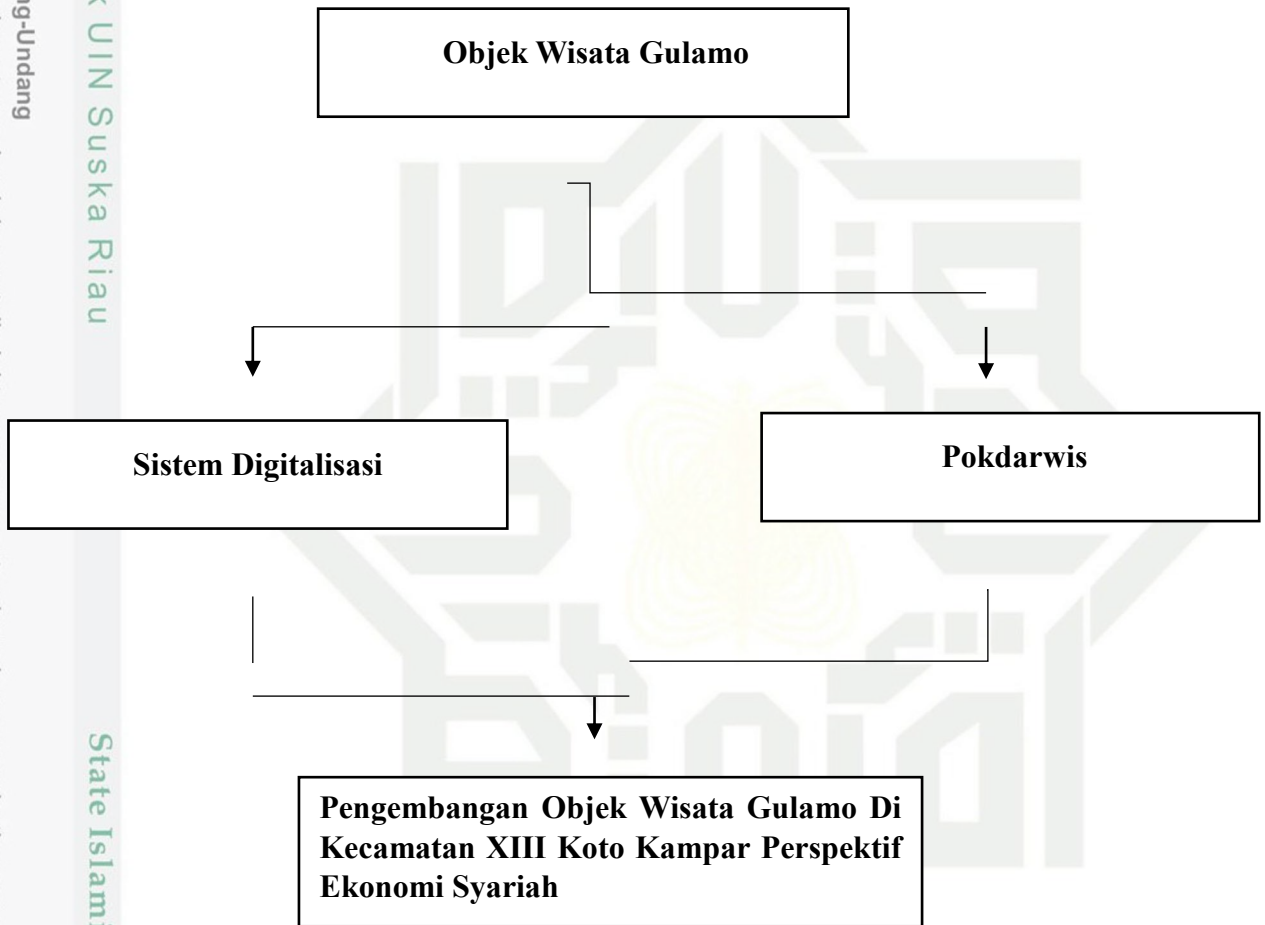 Objek Wisata Gulamo
Sistem Digitalisasi
Pokdarwis
Pengembangan Objek Wisata Gulamo Di
Kecamatan XIII Koto Kampar Perspektif
Ekonomi Syariah
ng-Undang
k UIN Suska Riau
State Islami